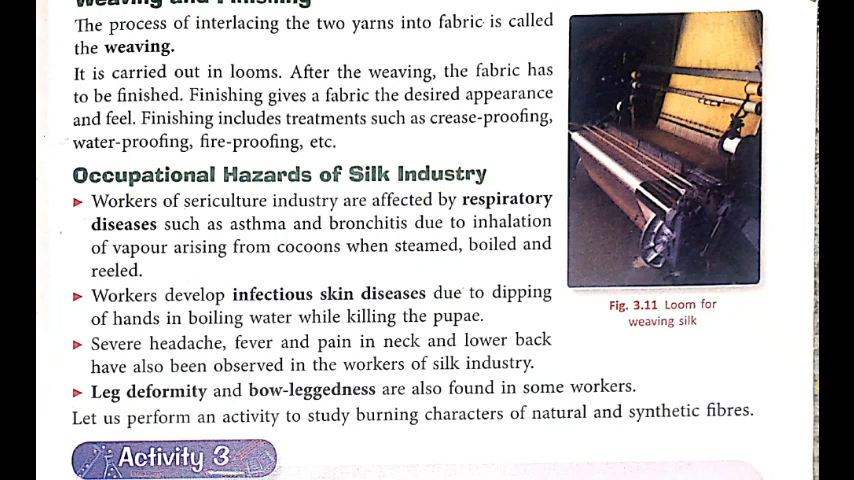 Weaving and Finishing
The process of interlacing the two yarns into fabric is called
the weaving.
It is carried out in looms. After the weaving, the fabric has
to be finished. Finishing gives a fabric the desired appearance
and feel. Finishing includes treatments such as crease-proofing,
water-proofing, fire-proofing, etc.
Occupational Hazards of Silk Industry
Workers of sericulture industry are affected by respiratory
diseases such as asthma and bronchitis due to inhalation
of vapour arising from cocoons when steamed, boiled and
reeled.
Workers develop infectious skin diseases due to dipping
of hands in boiling water while killing the pupae.
Severe headache, fever and pain in neck and lower back
have also been observed in the workers of silk industry.
Leg deformity and bow-leggedness are also found in some workers.
Let us perform an activity to study burning characters of natural and synthetic fibres.
Fig. 3.11 Loom for
weaving silk
Activity 3